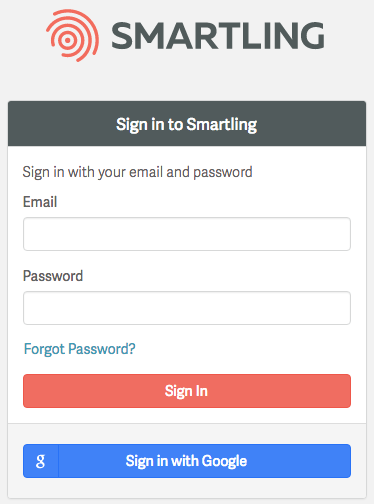 SMARTLING
Sign in to Smartling
Sign in with your email and password
Email
Password
Forgot Password?
Sign In
g Sign in with Google